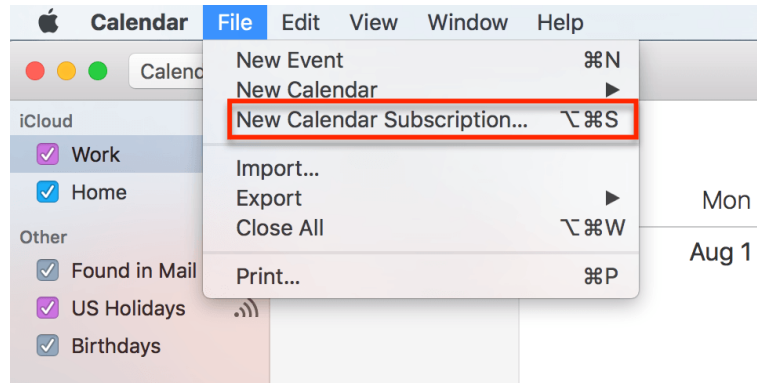 Calendar File Edit View Window Help
Calenc
New Event ⌘N
New Calendar ▶
New Calendar Subscription... ⌥⌘S
Import...
Export ▶
Close All ⌥⌘W
Print... ⌘P
iCloud
Work
Home
Other
Found in Mail
US Holidays
Birthdays
Mon
Aug 1